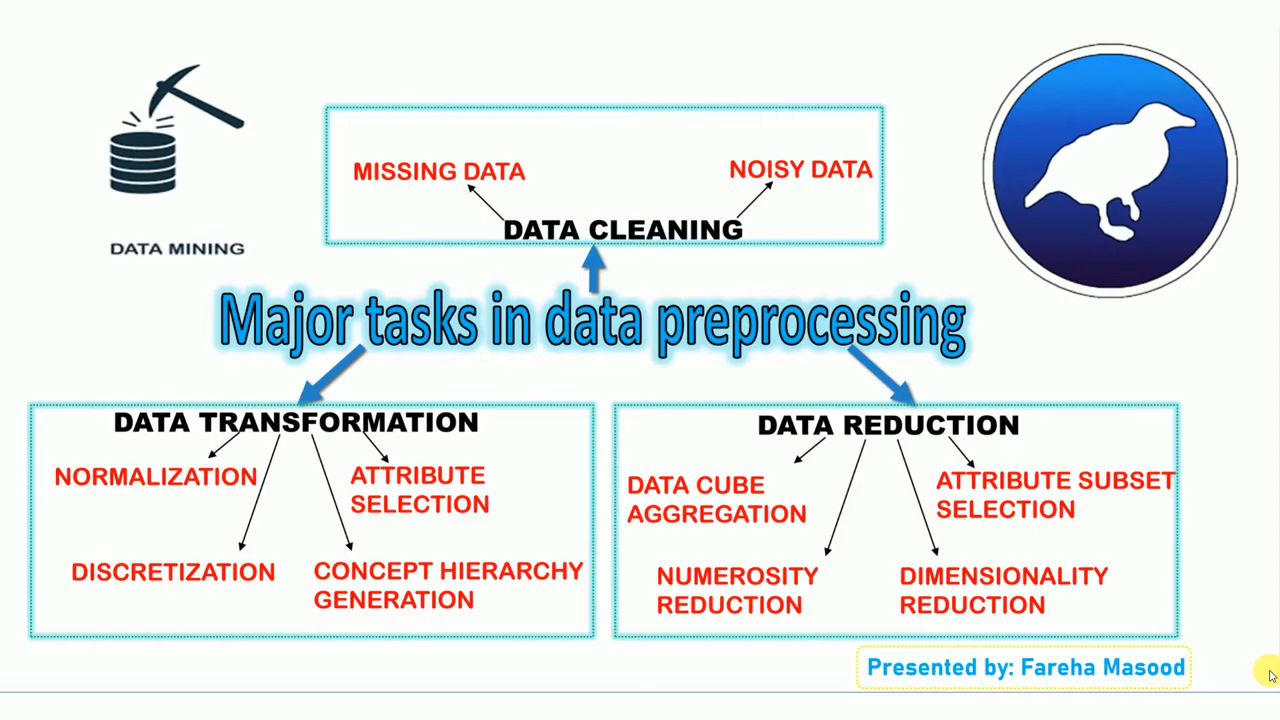 MISSING DATA
NOISY DATA
DATA CLEANING
DATA MINING
Major tasks in data preprocessing
DATA TRANSFORMATION
NORMALIZATION
ATTRIBUTE
SELECTION
DISCRETIZATION
CONCEPT HIERARCHY
GENERATION
DATA REDUCTION
DATA CUBE
AGGREGATION
ATTRIBUTE SUBSET
SELECTION
NUMEROSITY
REDUCTION
DIMENSIONALITY
REDUCTION
Presented by: Fareha Masood